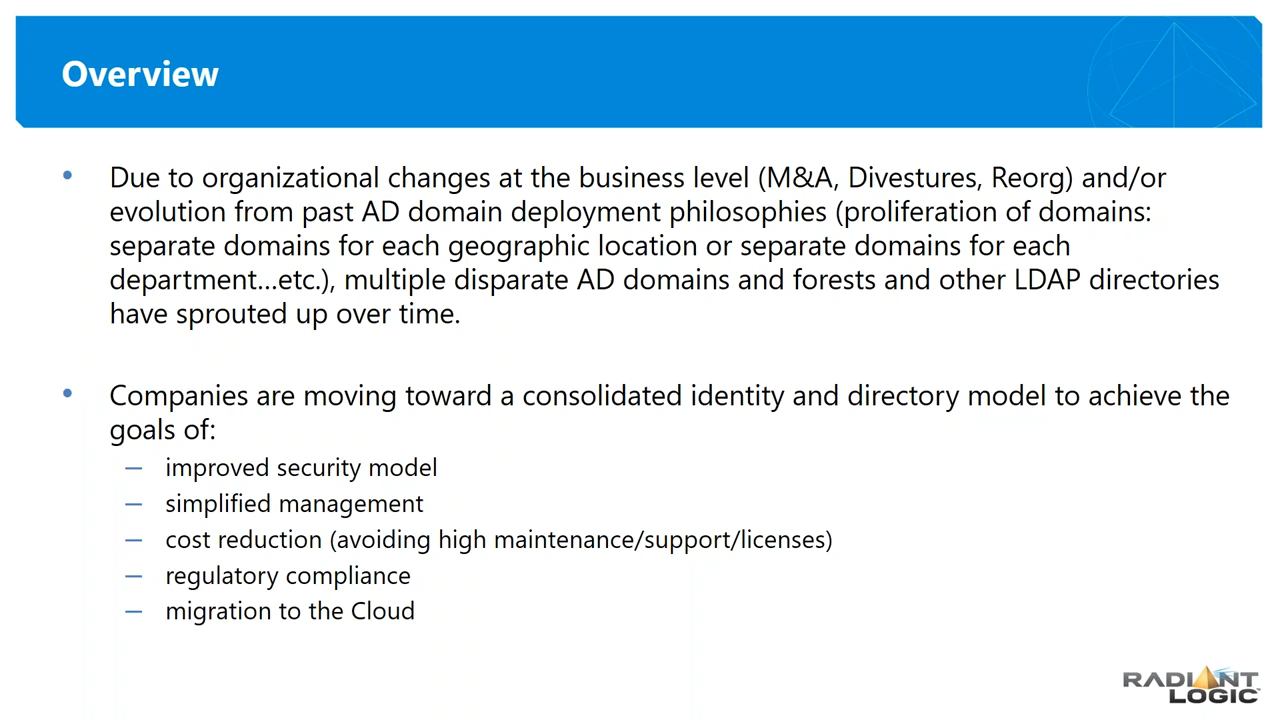 Overview
• Due to organizational changes at the business level (M&A, Divestures, Reorg) and/or
evolution from past AD domain deployment philosophies (proliferation of domains:
separate domains for each geographic location or separate domains for each
department...etc.), multiple disparate AD domains and forests and other LDAP directories
have sprouted up over time.
• Companies are moving toward a consolidated identity and directory model to achieve the
goals of:
— improved security model
— simplified management
— cost reduction (avoiding high maintenance/support/licenses)
— regulatory compliance
— migration to the Cloud
RADIANT
LOGIC